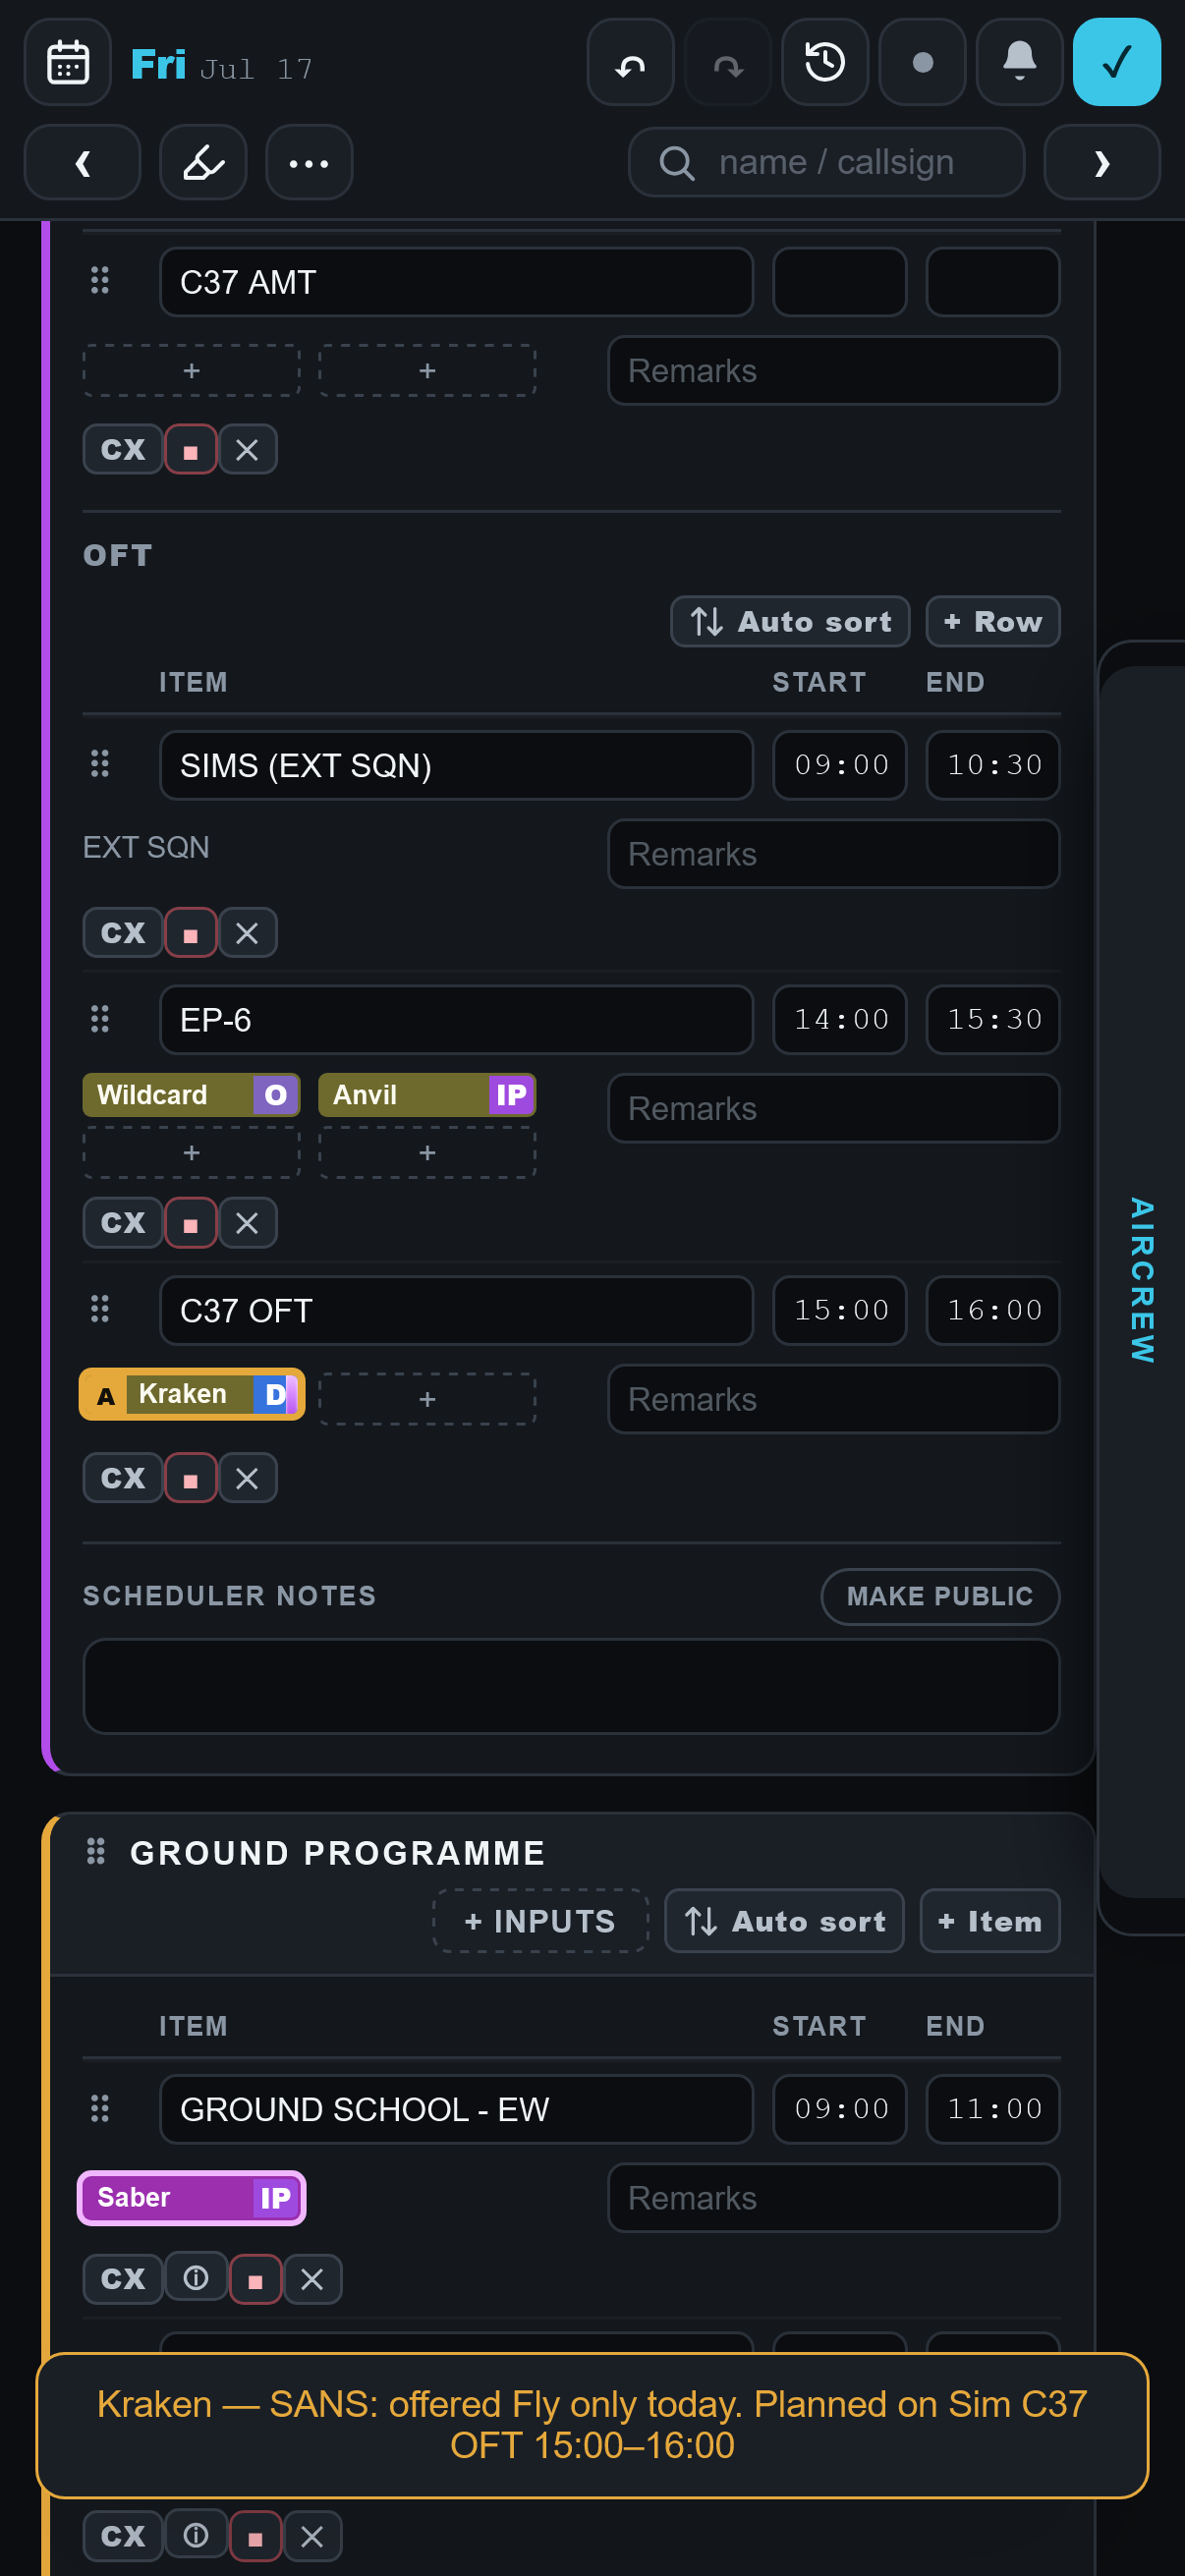 Fri Jul 17
name / callsign
C37 AMT
+ + Remarks
CX
OFT
Auto sort + Row
ITEM START END
SIMS (EXT SQN) 09:00 10:30
EXT SQN Remarks
CX
EP-6 14:00 15:30
Wildcard O Anvil IP Remarks
+ +
CX
C37 OFT 15:00 16:00
A Kraken D + Remarks
CX
AIRCREW
SCHEDULER NOTES MAKE PUBLIC
GROUND PROGRAMME
+ INPUTS Auto sort + Item
ITEM START END
GROUND SCHOOL - EW 09:00 11:00
Saber IP Remarks
CX
Kraken — SANS: offered Fly only today. Planned on Sim C37
OFT 15:00–16:00
CX